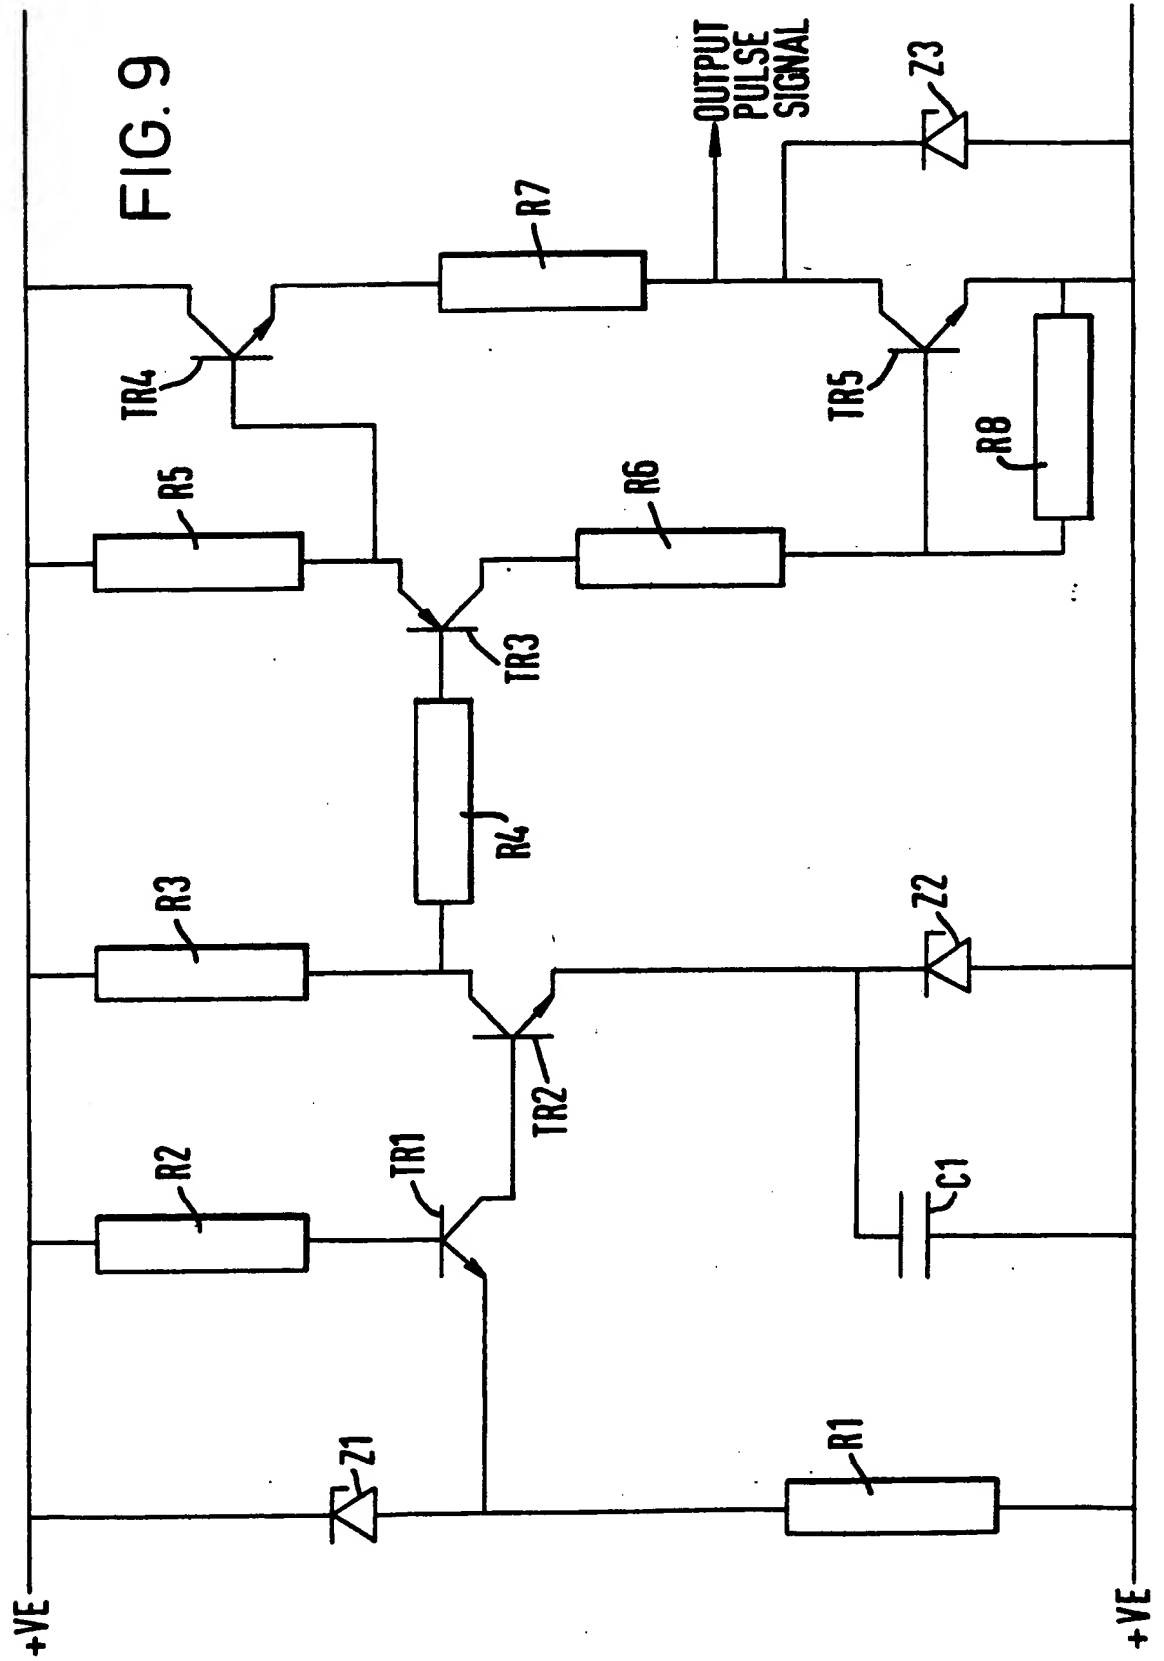 FIG. 9
+VE
Z1
R2
R3
R5
TR4
TR1
R4
TR3
R6
R7
OUTPUT
PULSE
SIGNAL
TR2
R1
C1
Z2
TR5
R8
Z3
+VE